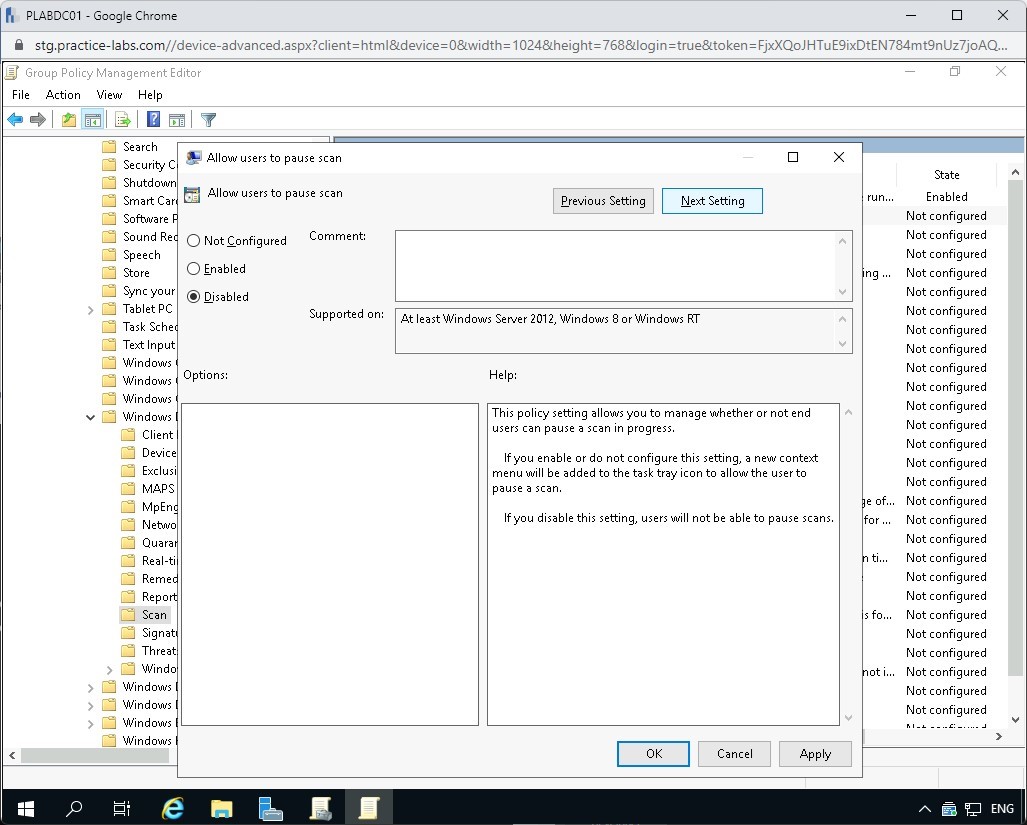 PLABDC01 - Google Chrome
stg.practice-labs.com//device-advanced.aspx?client=html&device=0&width=1024&height=768&login=true&token=FjxXQoJHTuE9ixDtEN784mt9nUz7joAQ...
Group Policy Management Editor
File Action View Help
Search
Security C
Shutdown
Smart Card
Software P
Sound Rec
Speech
Store
Sync your
Tablet PC
Task Sched
Text Input
Windows
Windows
Windows
Windows
Client
Device
Exclusi
MAPS
MpEng
Netwo
Quaran
Real-ti
Remed
Report
Scan
Signatu
Threat
Windo
Windows
Windows
Windows
Windows
Allow users to pause scan
Allow users to pause scan
Previous Setting
Next Setting
Not Configured
Enabled
Disabled
Comment:
Supported on:
At least Windows Server 2012, Windows 8 or Windows RT
Options:
Help:
This policy setting allows you to manage whether or not end
users can pause a scan in progress.
If you enable or do not configure this setting, a new context
menu will be added to the task tray icon to allow the user to
pause a scan.
If you disable this setting, users will not be able to pause scans.
OK
Cancel
Apply
State
run... Enabled
Not configured
Not configured
Not configured
ing ... Not configured
Not configured
Not configured
Not configured
Not configured
Not configured
Not configured
Not configured
Not configured
Not configured
Not configured
Not configured
ge of... Not configured
for ... Not configured
Not configured
n ti... Not configured
Not configured
Not configured
is fo... Not configured
Not configured
Not configured
not i... Not configured
Not configured
Not configured
ENG